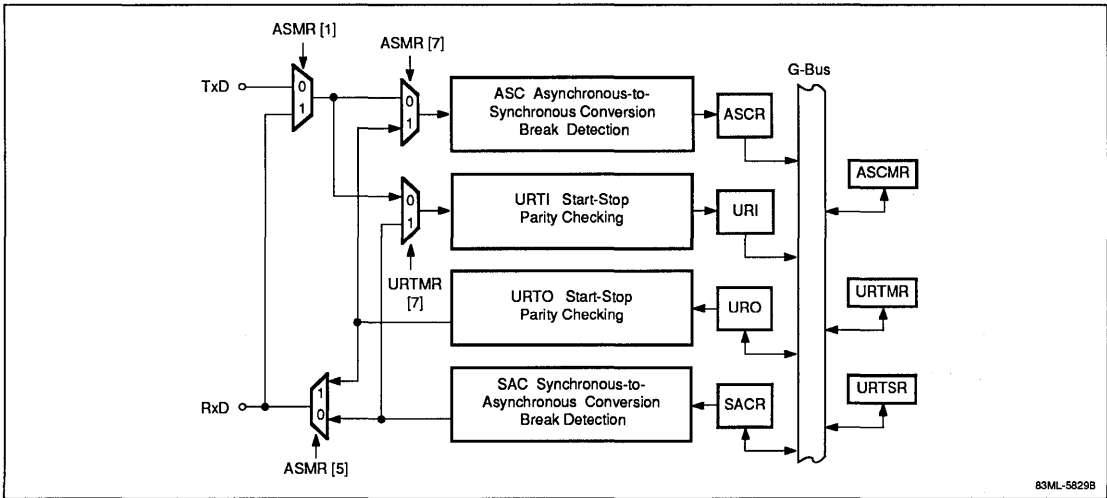 ASMR [1]
ASMR [7]
G-Bus
TxD
0
1
0
1
ASC Asynchronous-to-
Synchronous Conversion
Break Detection
ASCR
ASCMR
0
1
URTI Start-Stop
Parity Checking
URI
URTMR
[7]
URTO Start-Stop
Parity Checking
URO
URTMR
RxD
1
0
SAC Synchronous-to-
Asynchronous Conversion
Break Detection
SACR
URTSR
ASMR [5]
83ML-5829B